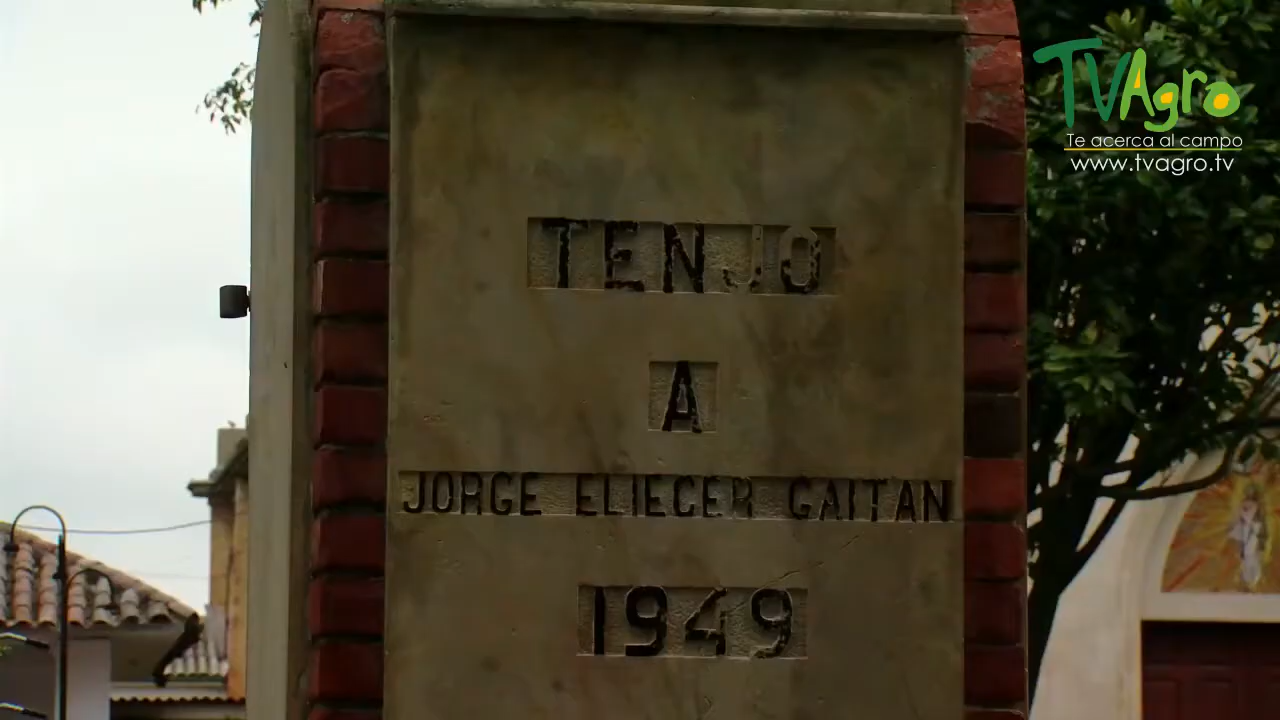 TVAgro
Te acerca al campo
www.tvagro.tv
TENJO
A
JORGE ELIECER GAITAN
1949